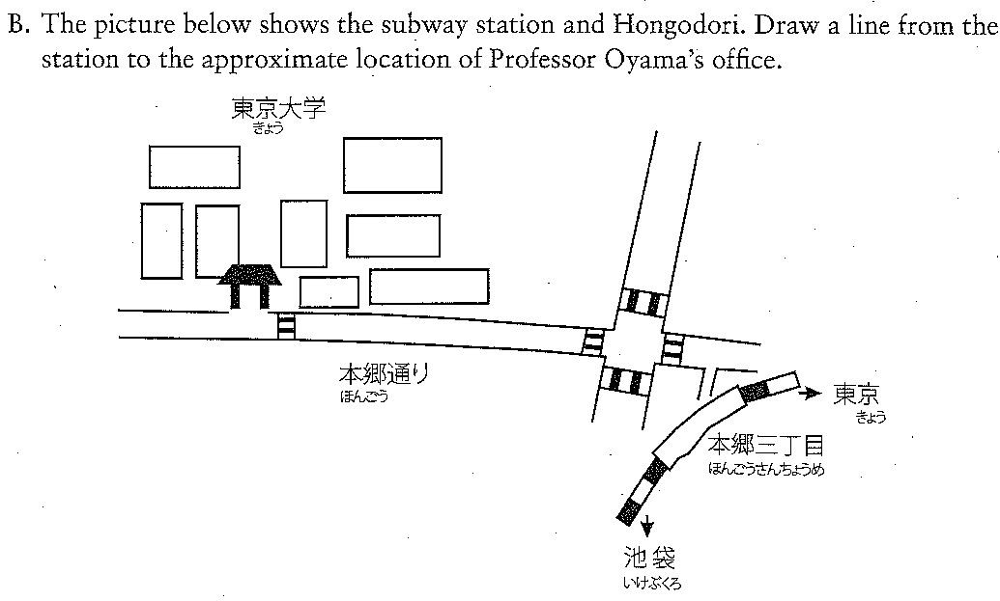 B. The picture below shows the subway station and Hongodori. Draw a line from the
station to the approximate location of Professor Oyama's office.
東京大学
きょう
本郷通り
ほんごう
東京
きょう
本郷三丁目
ほんごうさんちょうめ
池袋
いけぶくろ